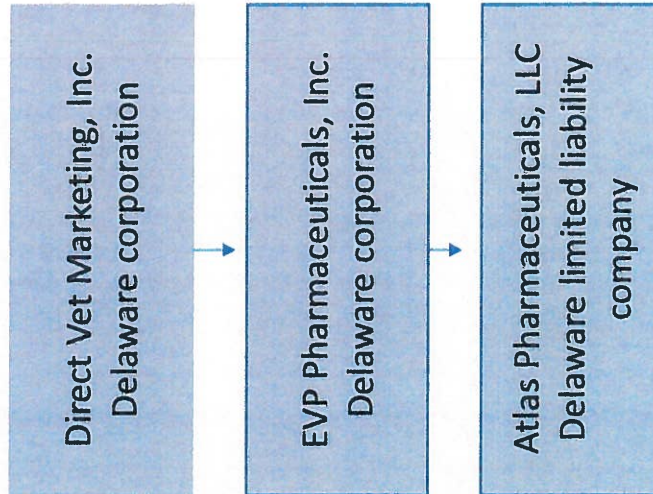 Direct Vet Marketing, Inc.
Delaware corporation
EVP Pharmaceuticals, Inc.
Delaware corporation
Atlas Pharmaceuticals, LLC
Delaware limited liability
company